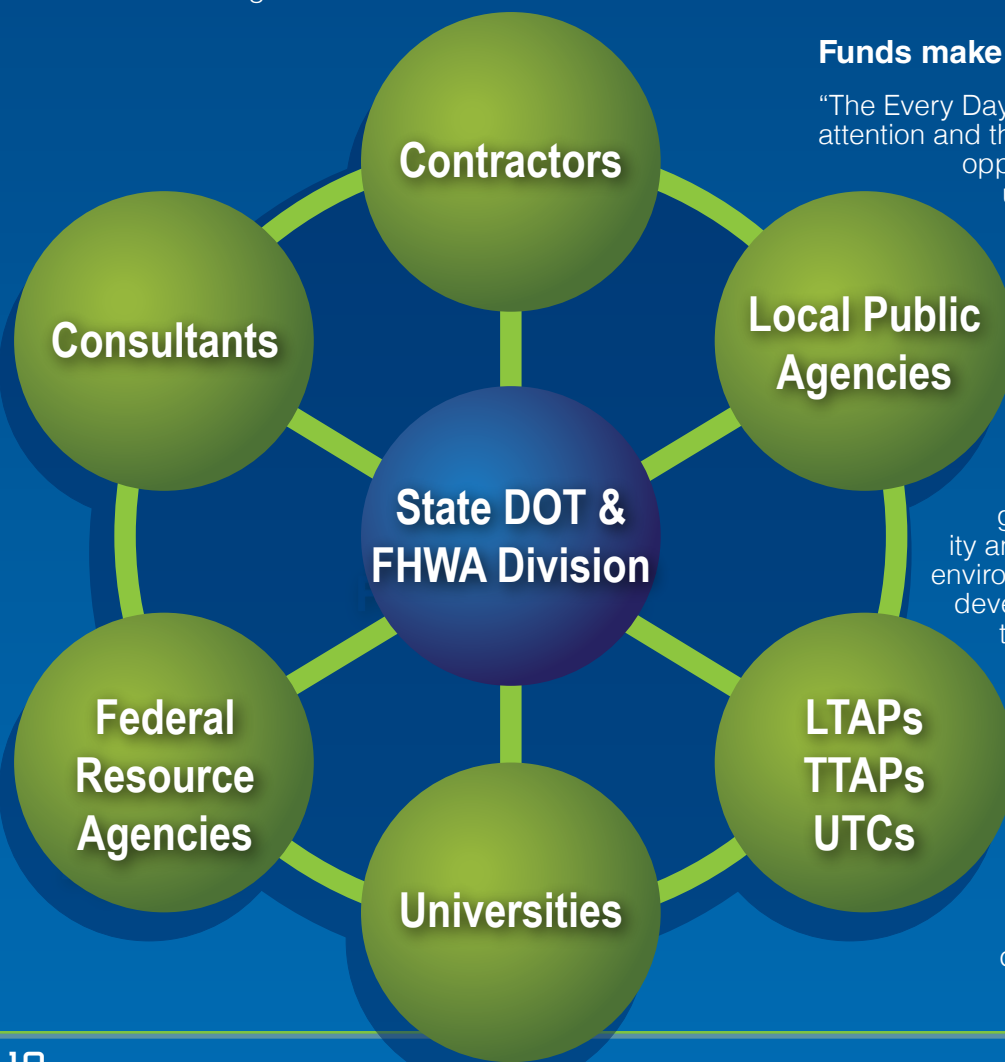 Funds make
“The Every Day
attention and th
opp
Contractors
Consultants
Local Public
Agencies
State DOT &
FHWA Division
ity ar
enviro
deve
Federal
Resource
Agencies
LTAPs
TTAPs
UTCs
Universities